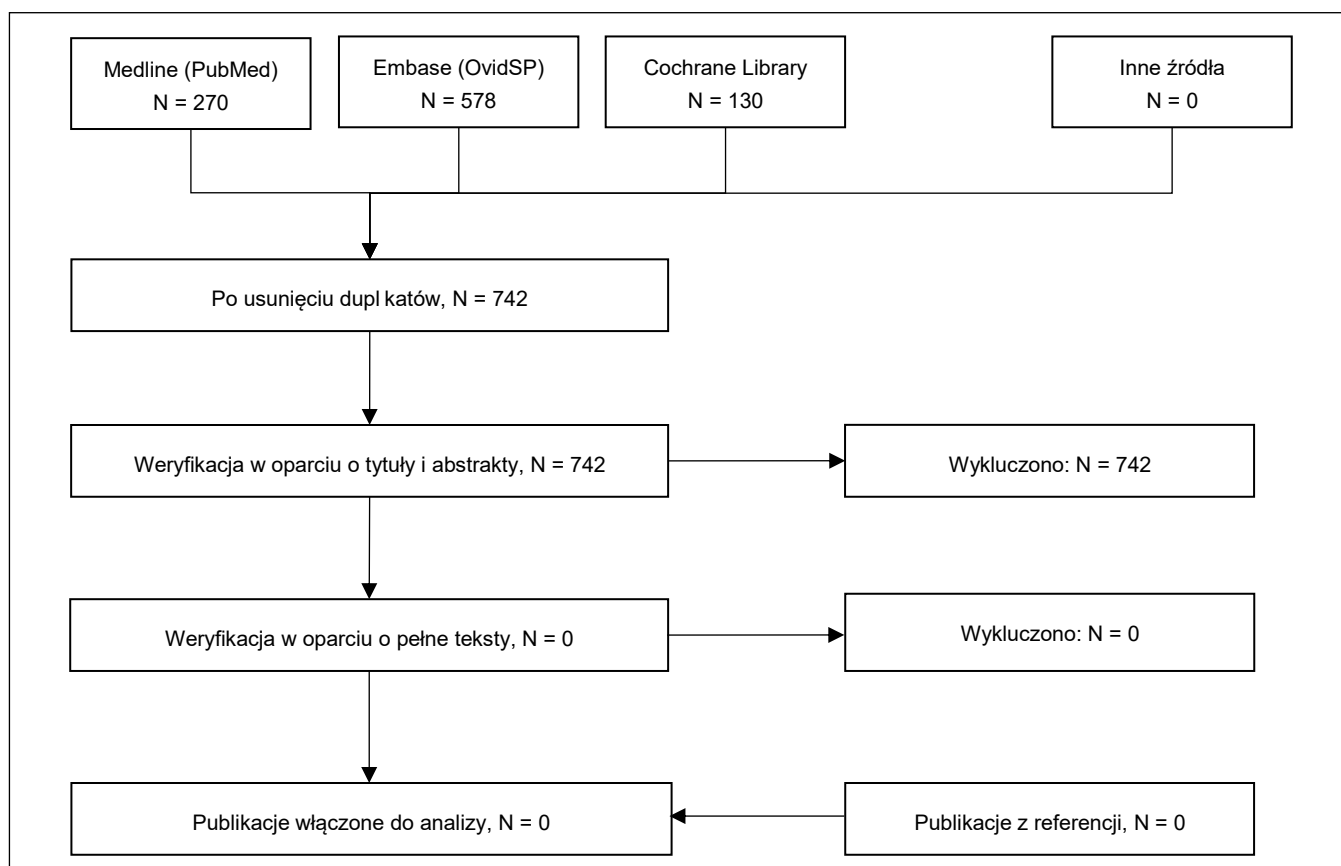 Medline (PubMed)
N = 270
Embase (OvidSP)
N = 578
Cochrane Library
N = 130
Inne źródła
N = 0
Po usunięciu dupl katów, N = 742
Weryfikacja w oparciu o tytuły i abstrakty, N = 742
Wykluczono: N = 742
Weryfikacja w oparciu o pełne teksty, N = 0
Wykluczono: N = 0
Publikacje włączone do analizy, N = 0
Publikacje z referencji, N = 0